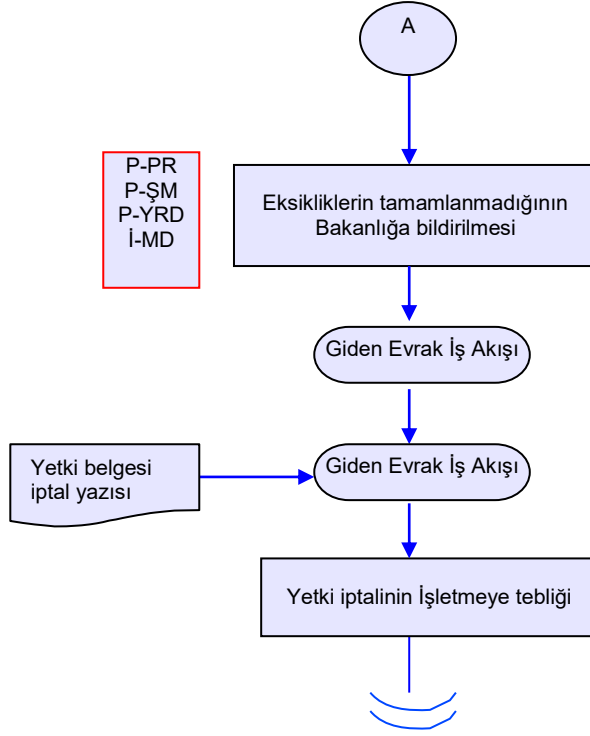 A
P-PR
P-ŞM
P-YRD
İ-MD
Eksikliklerin tamamlanmadığının
Bakanlığa bildirilmesi
Giden Evrak İş Akışı
Yetki belgesi
iptal yazısı
Giden Evrak İş Akışı
Yetki iptalinin İşletmeye tebliği